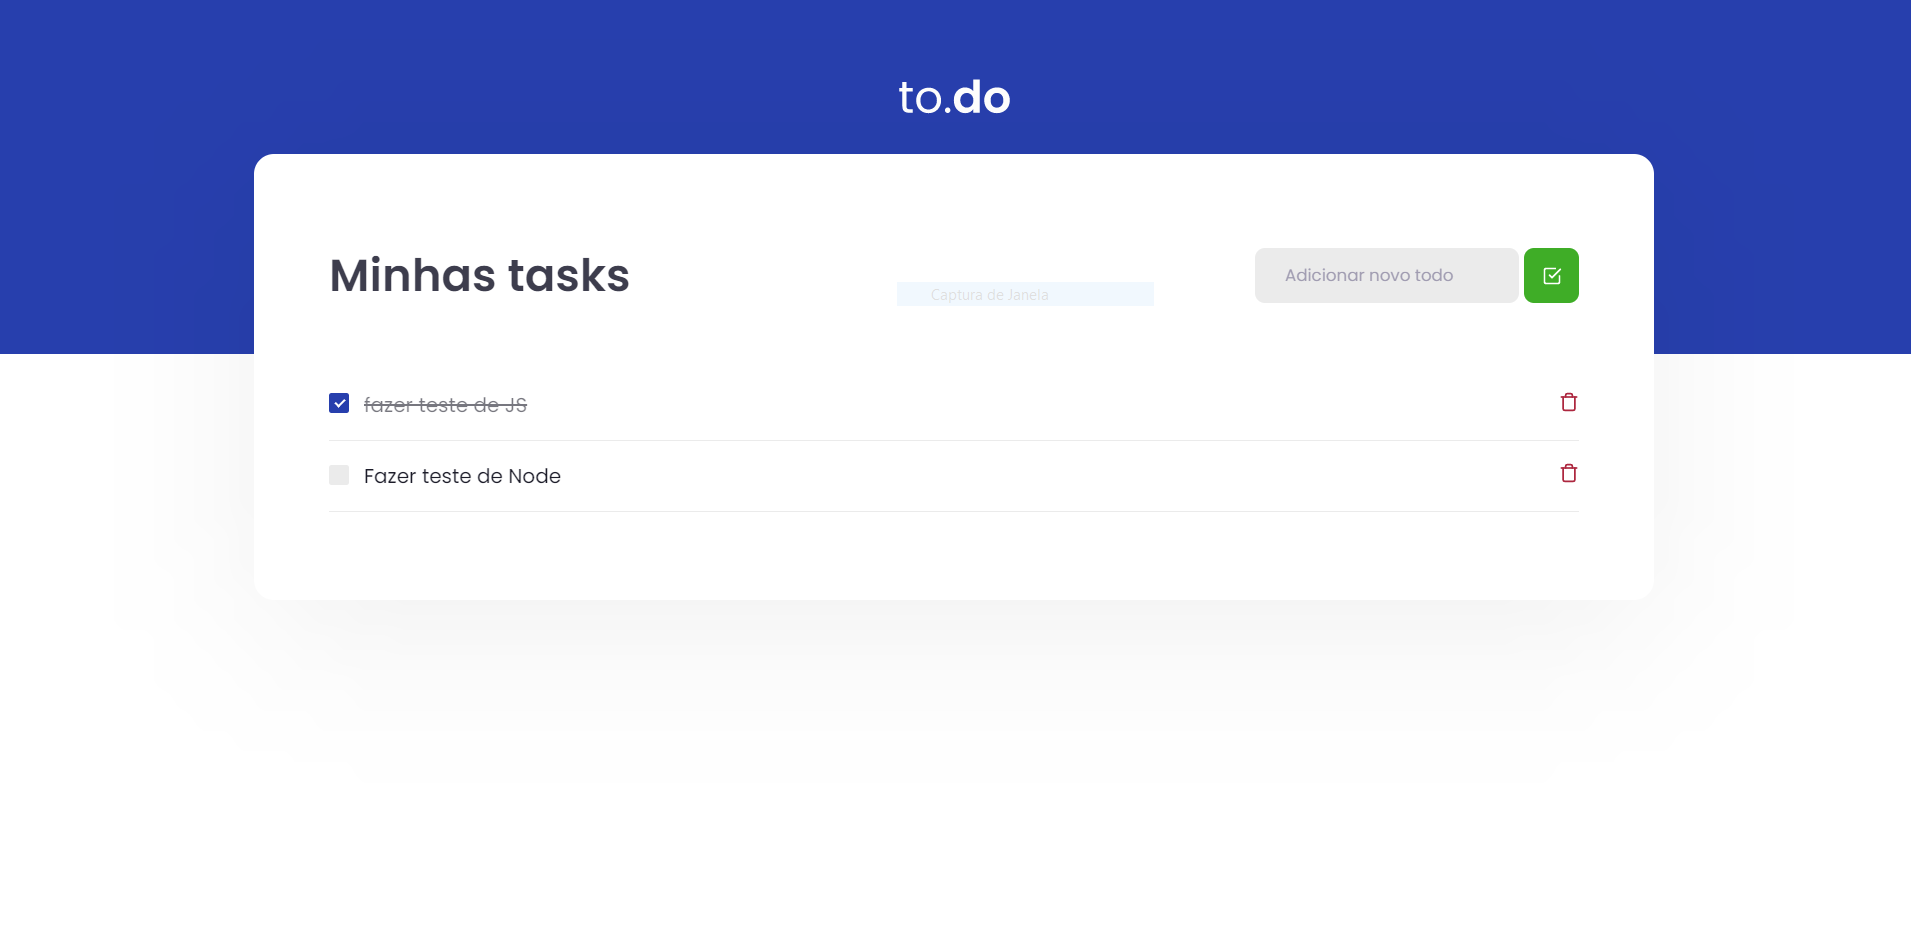 to.do
Minhas tasks
Adicionar novo todo
Captura de Janela
fazer teste de JS
Fazer teste de Node